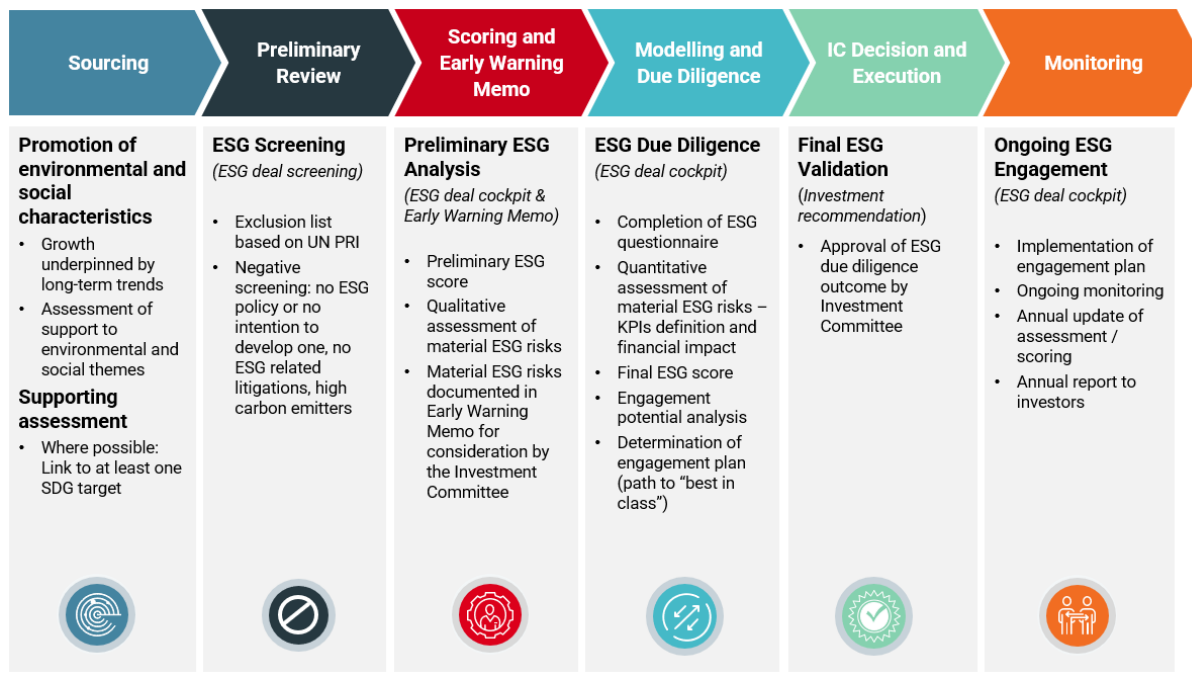 Sourcing
Preliminary
Review
Scoring and
Early Warning
Memo
Modelling and
Due Diligence
IC Decision and
Execution
Monitoring
Promotion of
environmental and
social
characteristics
• Growth
underpinned by
long-term trends
• Assessment of
support to
environmental and
social themes
Supporting
assessment
• Where possible:
Link to at least one
SDG target
ESG Screening
(ESG deal screening)
• Exclusion list
based on UN PRI
• Negative
screening: no ESG
policy or no
intention to
develop one, no
ESG related
litigations, high
carbon emitters
Preliminary ESG
Analysis
(ESG deal cockpit &
Early Warning Memo)
• Preliminary ESG
score
• Qualitative
assessment of
material ESG risks
• Material ESG risks
documented in
Early Warning
Memo for
consideration by
the Investment
Committee
ESG Due Diligence
(ESG deal cockpit)
• Completion of ESG
questionnaire
• Quantitative
assessment of
material ESG risks –
KPIs definition and
financial impact
• Final ESG score
• Engagement
potential analysis
• Determination of
engagement plan
(path to “best in
class”)
Final ESG
Validation
(Investment
recommendation)
• Approval of ESG
due diligence
outcome by
Investment
Committee
Ongoing ESG
Engagement
(ESG deal cockpit)
• Implementation of
engagement plan
• Ongoing monitoring
• Annual update of
assessment /
scoring
• Annual report to
investors